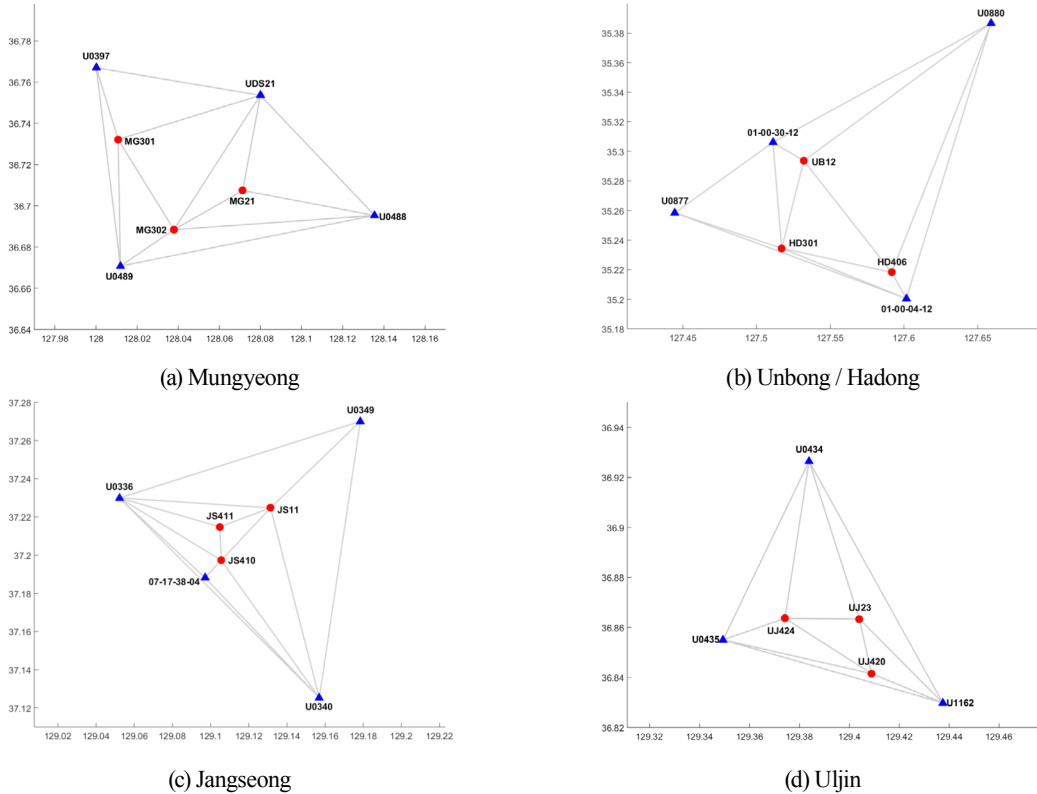 36.78
36.76
36.74
36.72
36.7
36.68
36.66
36.64
127.98
128
128.02
128.04
128.06
128.08
128.1
128.12
128.14
128.16
U0397
UDS21
MG301
MG21
U0488
MG302
U0489
(a) Mungyeong
35.38
35.36
35.34
35.32
35.3
35.28
35.26
35.24
35.22
35.2
35.18
127.45
127.5
127.55
127.6
127.65
U0880
01-00-30-12
UB12
U0877
HD301
HD406
01-00-04-12
(b) Unbong / Hadong
37.28
37.26
37.24
37.22
37.2
37.18
37.16
37.14
37.12
129.02
129.04
129.06
129.08
129.1
129.12
129.14
129.16
129.18
129.2
129.22
U0349
U0336
JS411
JS11
JS410
07-17-38-04
U0340
(c) Jangseong
36.94
36.92
36.9
36.88
36.86
36.84
36.82
129.32
129.34
129.36
129.38
129.4
129.42
129.44
129.46
U0434
UJ23
UJ424
U0435
UJ420
U1162
(d) Uljin